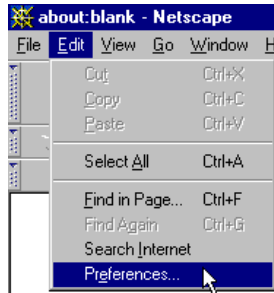 about:blank - Netscape
File Edit View Go Window H
Cut Ctrl+X
Copy Ctrl+C
Paste Ctrl+V
Select All Ctrl+A
Find in Page... Ctrl+F
Find Again Ctrl+G
Search Internet
Preferences...